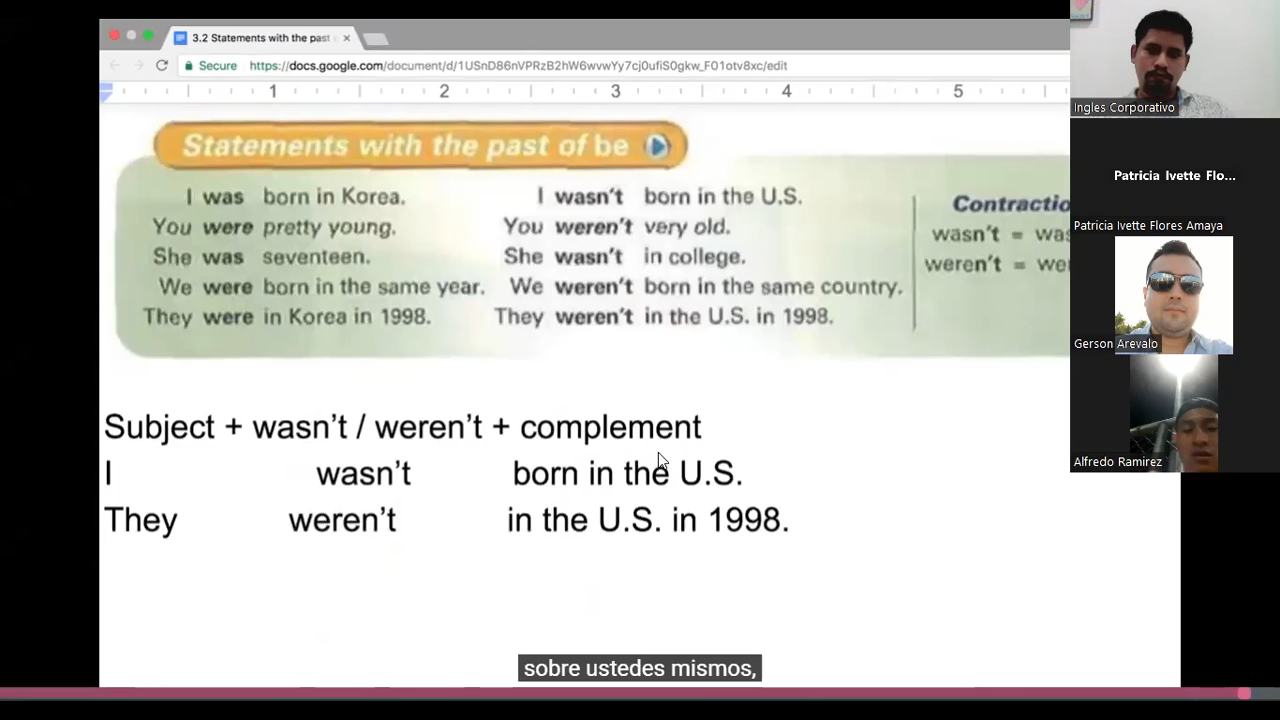 3.2 Statements with the past
Secure https://docs.google.com/document/d/1USnD86nVPRzB2hW6wvwYy7cj0ufiS0gkw_F01otv8xc/edit
1 2 3 4 5
Statements with the past of be
I was born in Korea. I wasn't born in the U.S.
You were pretty young. You weren't very old.
She was seventeen. She wasn't in college.
We were born in the same year. We weren't born in the same country.
They were in Korea in 1998. They weren't in the U.S. in 1998.
Contractio
wasn't = was
weren't = we
Subject + wasn't / weren't + complement
I wasn't born in the U.S.
They weren't in the U.S. in 1998.
sobre ustedes mismos,
Ingles Corporativo
Patricia Ivette Flo...
Patricia Ivette Flores Amaya
Gerson Arevalo
Alfredo Ramirez